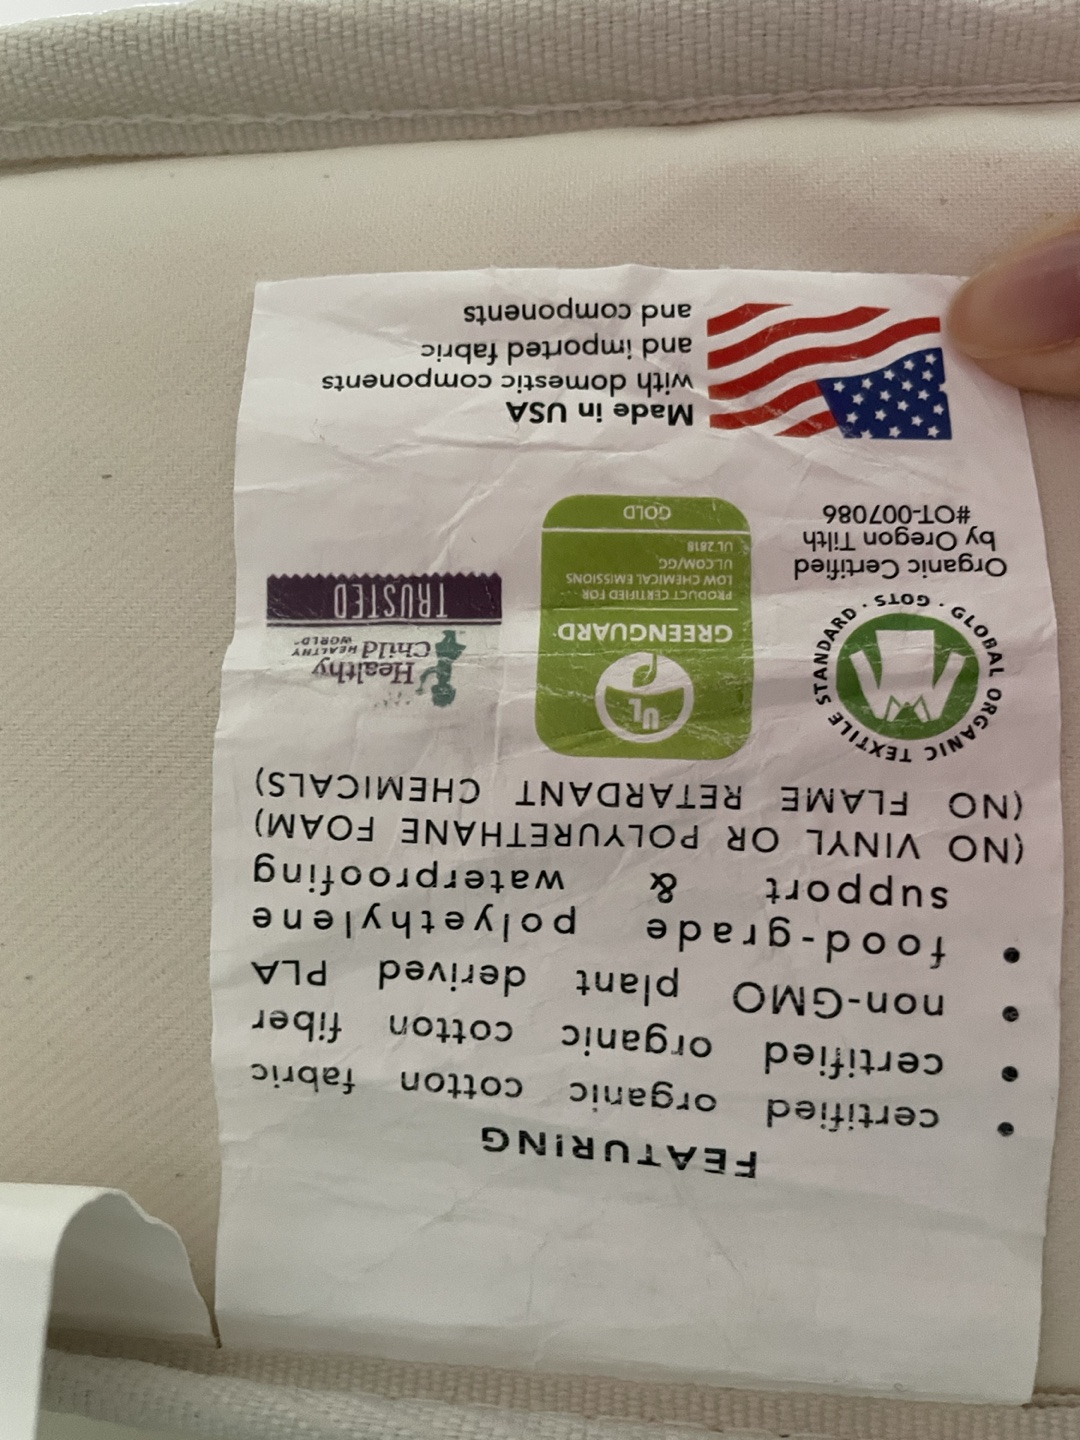 FEATURING
• certified organic cotton fabric
• certified organic cotton fiber
• non-GMO plant derived PLA
• food-grade polyethylene
support & waterproofing
(NO VINYL OR POLYURETHANE FOAM)
(NO FLAME RETARDANT CHEMICALS)
GLOBAL ORGANIC TEXTILE STANDARD · GOTS ·
Organic Certified
by Oregon Tilth
#OT-007086
UL
GREENGUARD
PRODUCT CERTIFIED FOR
LOW CHEMICAL EMISSIONS
UL.COM/GG
UL 2818
GOLD
Healthy
Child HEALTHY
WORLD™
TRUSTED
Made in USA
with domestic components
and imported fabric
and components